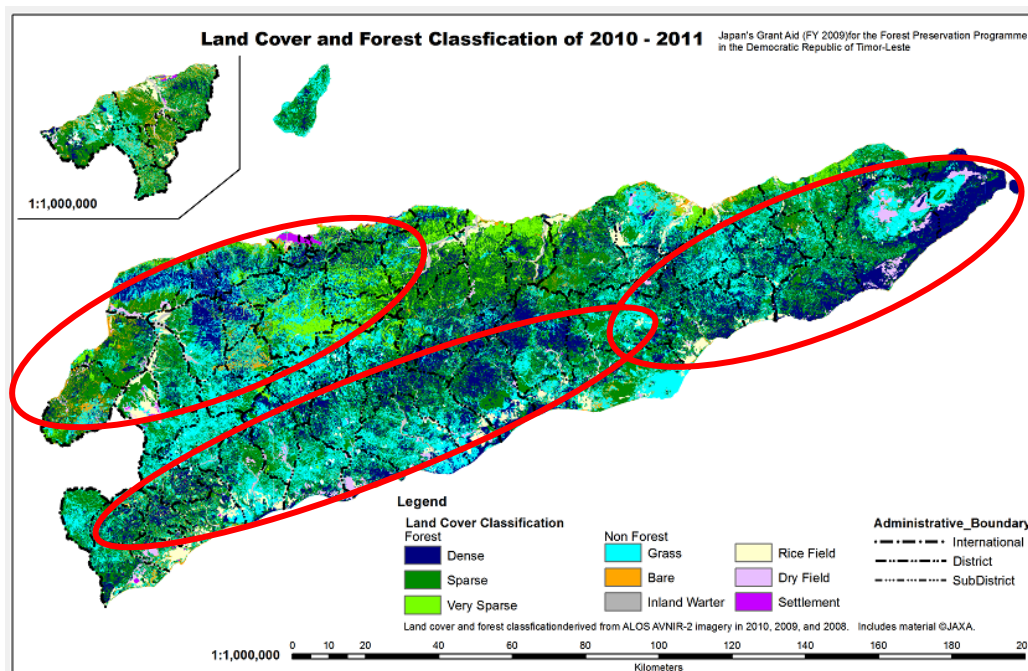 Land Cover and Forest Classfication of 2010 - 2011
Japan's Grant Aid (FY 2009)for the Forest Preservation Programme
in the Democratic Republic of Timor-Leste
1:1,000,000
Legend
Land Cover Classification
Forest
Dense
Sparse
Very Sparse
Non Forest
Grass
Bare
Inland Warter
Rice Field
Dry Field
Settlement
Administrative_Boundary
International
District
SubDistrict
Land cover and forest classficationderived from ALOS AVNIR-2 imagery in 2010, 2009, and 2008. Includes material ©JAXA.
1:1,000,000
0 10 20 40 60 80 100 120 140 160 180 20
Kilometers